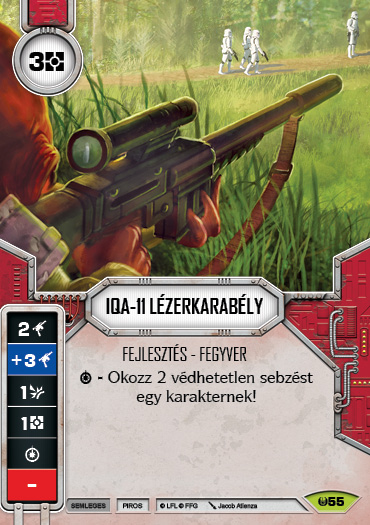 3
IQA-11 LÉZERKARABÉLY
FEJLESZTÉS - FEGYVER
- Okozz 2 védhetetlen sebzést
egy karakternek!
2
+3
1
1
-
SEMLEGES PIROS © LFL © FFG Jacob Atienza
55